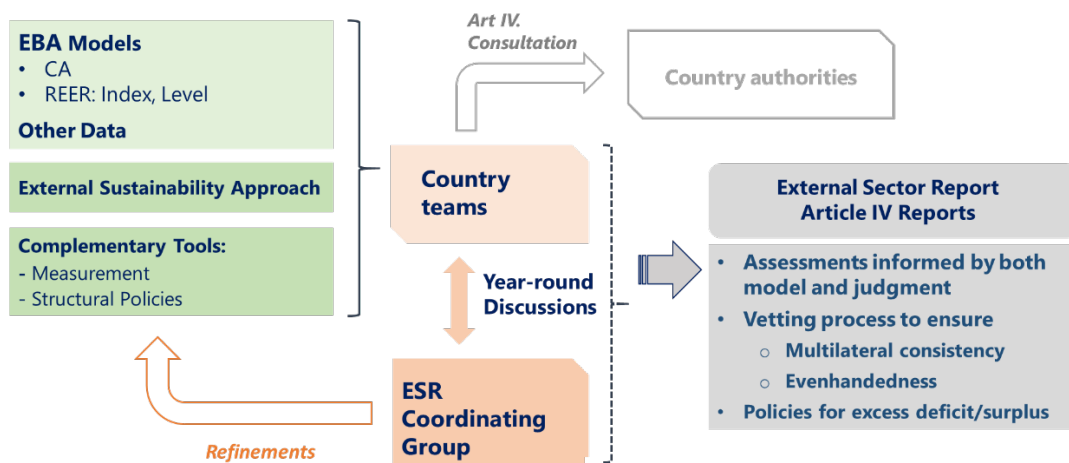 EBA Models
• CA
• REER: Index, Level
Other Data
External Sustainability Approach
Complementary Tools:
- Measurement
- Structural Policies
Art IV.
Consultation
Country authorities
Country
teams
Year-round
Discussions
ESR
Coordinating
Group
Refinements
External Sector Report
Article IV Reports
• Assessments informed by both
model and judgment
• Vetting process to ensure
o Multilateral consistency
o Evenhandedness
• Policies for excess deficit/surplus